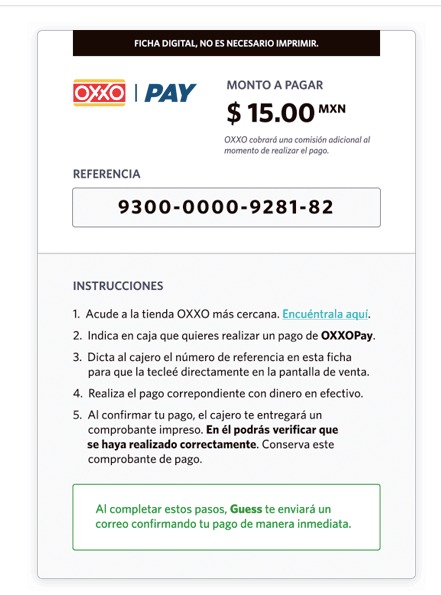 FICHA DIGITAL, NO ES NECESARIO IMPRIMIR.
OXXO | PAY
MONTO A PAGAR
$ 15.00 MXN
OXXO cobrará una comisión adicional al
momento de realizar el pago.
REFERENCIA
9300-0000-9281-82
INSTRUCCIONES
1. Acude a la tienda OXXO más cercana. Encuéntrala aquí.
2. Indica en caja que quieres realizar un pago de OXXOPay.
3. Dicta al cajero el número de referencia en esta ficha
para que la tecleé directamente en la pantalla de venta.
4. Realiza el pago correpondiente con dinero en efectivo.
5. Al confirmar tu pago, el cajero te entregará un
comprobante impreso. En él podrás verificar que
se haya realizado correctamente. Conserva este
comprobante de pago.
Al completar estos pasos, Guess te enviará un
correo confirmando tu pago de manera inmediata.